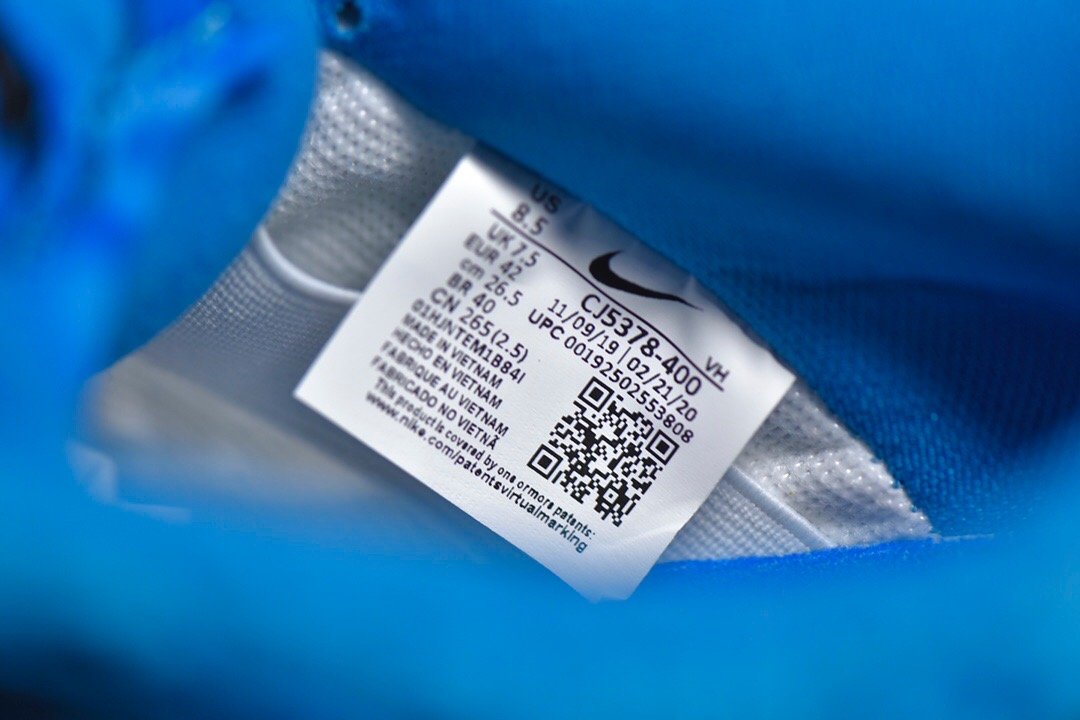 US
8.5
UK 7.5
EUR 42
cm 26.5
BR 40
CN 265(2.5)
01HJNTEM1B84I
MADE IN VIETNAM
HECHO EN VIETNAM
FABRIQUE AU VIETNAM
FABRICADO NO VIETNÃ
This product is covered by one or more patents:
www.nike.com/patentsvirtualmarking
VH
CJ5378-400
11/09/19 | 02/21/20
UPC 00192502553808